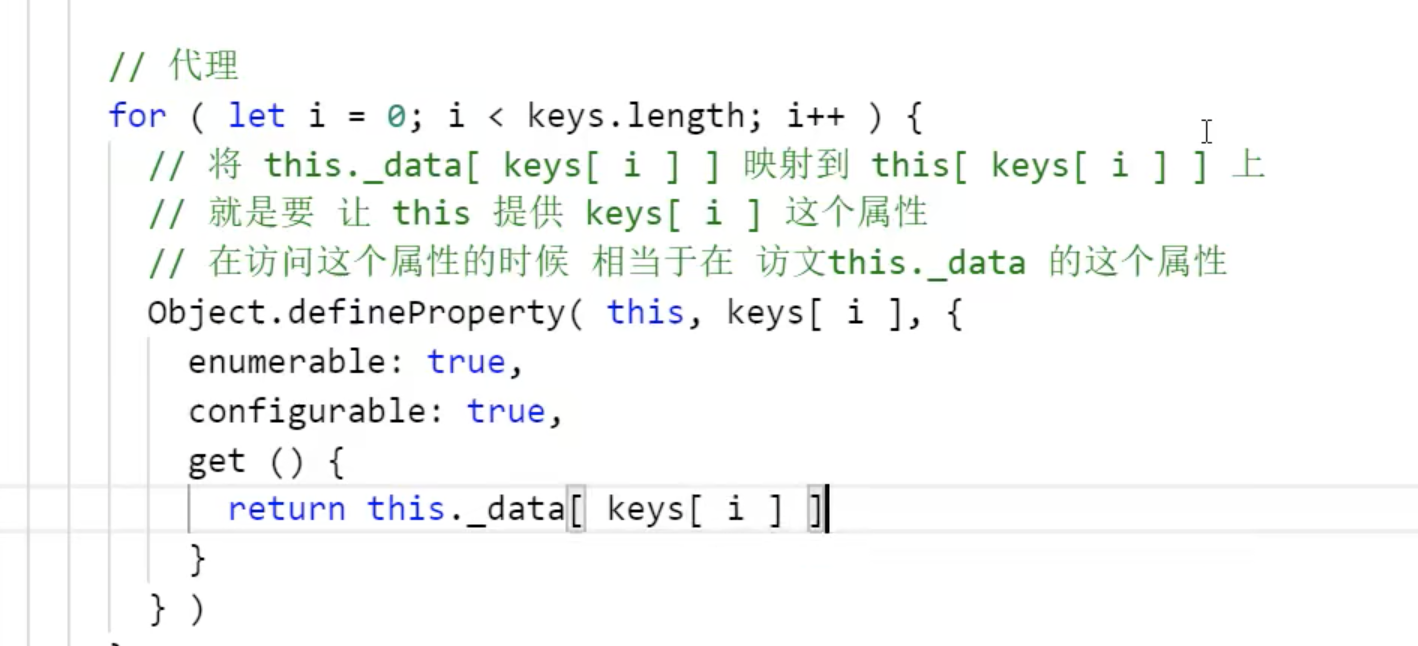 // 代理
for ( let i = 0; i < keys.length; i++ ) {
// 将 this._data[ keys[ i ] ] 映射到 this[ keys[ i ] ] 上
// 就是要 让 this 提供 keys[ i ] 这个属性
// 在访问这个属性的时候 相当于在 访文this._data 的这个属性
Object.defineProperty( this, keys[ i ], {
enumerable: true,
configurable: true,
get () {
return this._data[ keys[ i ] ]
}
} )